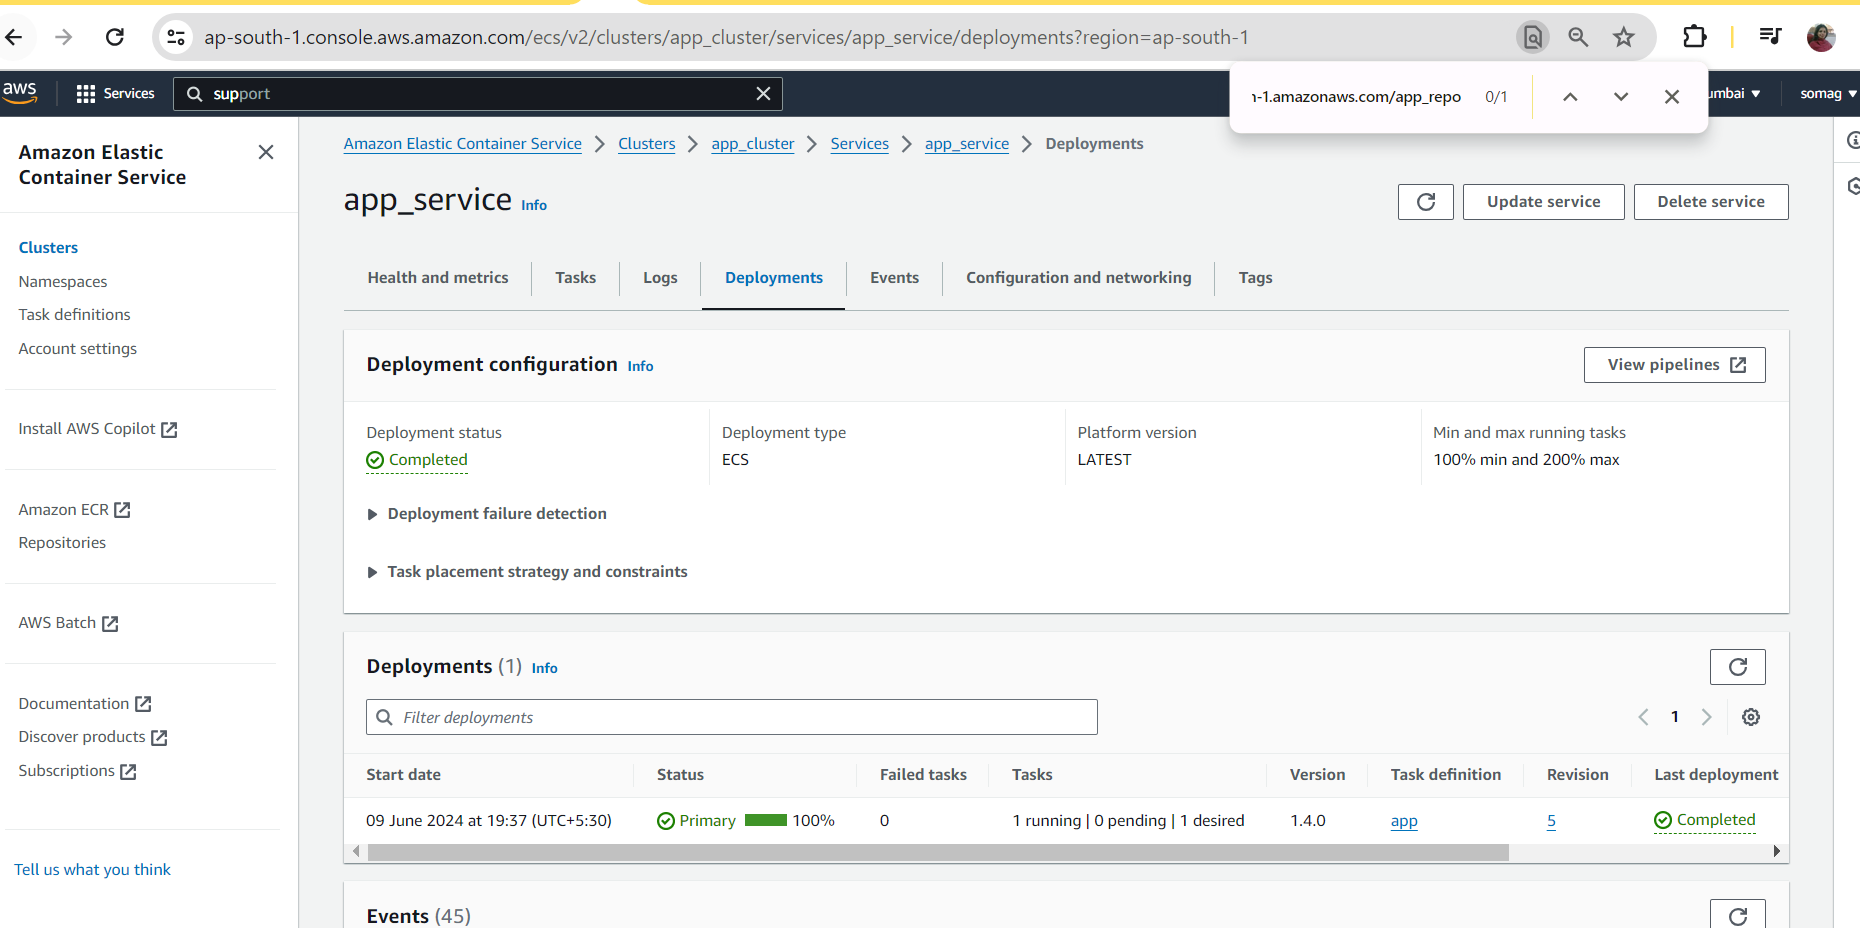 ap-south-1.console.aws.amazon.com/ecs/v2/clusters/app_cluster/services/app_service/deployments?region=ap-south-1
aws
Services
support
-1.amazonaws.com/app_repo 0/1
umbai
somag
Amazon Elastic Container Service
Amazon Elastic Container Service
Clusters
app_cluster
Services
app_service
Deployments
app_service Info
Update service
Delete service
Clusters
Namespaces
Task definitions
Account settings
Install AWS Copilot
Amazon ECR
Repositories
AWS Batch
Documentation
Discover products
Subscriptions
Tell us what you think
Health and metrics
Tasks
Logs
Deployments
Events
Configuration and networking
Tags
Deployment configuration Info
View pipelines
Deployment status
Completed
Deployment type
ECS
Platform version
LATEST
Min and max running tasks
100% min and 200% max
Deployment failure detection
Task placement strategy and constraints
Deployments (1) Info
Filter deployments
1
Start date Status Failed tasks Tasks Version Task definition Revision Last deployment
09 June 2024 at 19:37 (UTC+5:30) Primary 100% 0 1 running | 0 pending | 1 desired 1.4.0 app 5 Completed
Events (45)